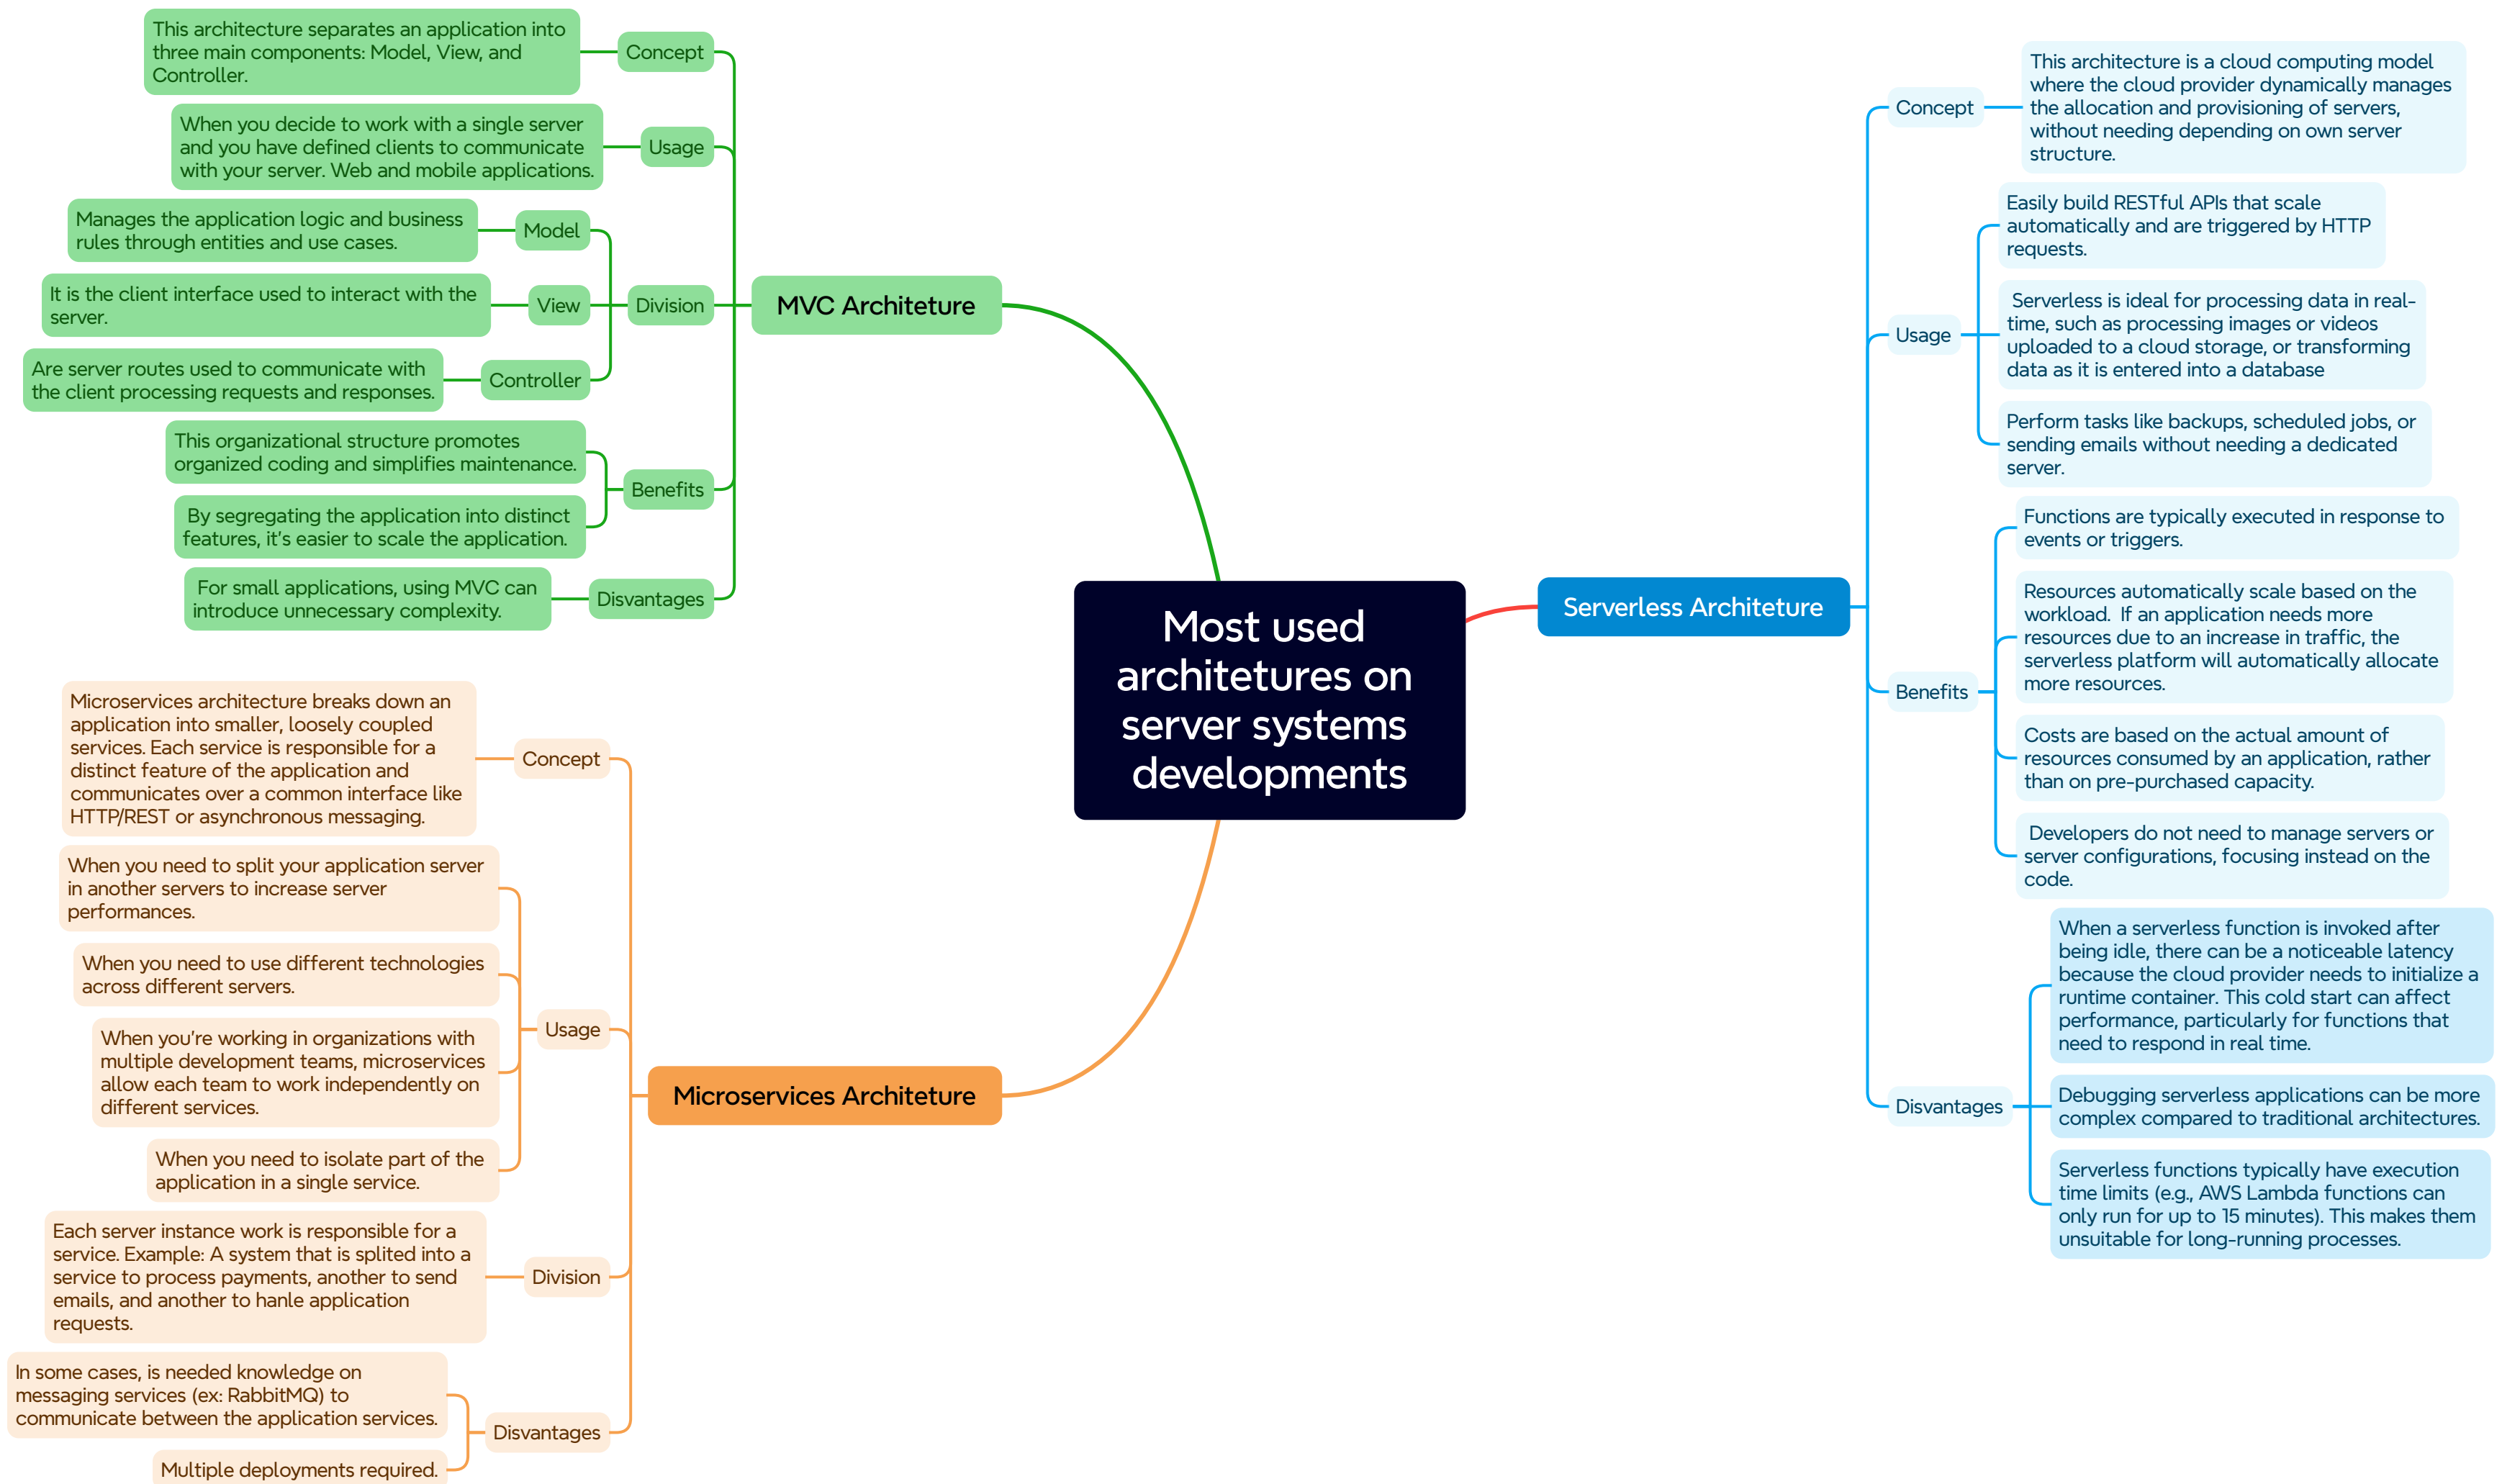 Most used
architetures on
server systems
developments
MVC Architeture
Concept
This architecture separates an application into
three main components: Model, View, and
Controller.
Usage
When you decide to work with a single server
and you have defined clients to communicate
with your server. Web and mobile applications.
Division
Model
Manages the application logic and business
rules through entities and use cases.
View
It is the client interface used to interact with the
server.
Controller
Are server routes used to communicate with
the client processing requests and responses.
Benefits
This organizational structure promotes
organized coding and simplifies maintenance.
By segregating the application into distinct
features, it's easier to scale the application.
Disvantages
For small applications, using MVC can
introduce unnecessary complexity.
Microservices Architeture
Concept
Microservices architecture breaks down an
application into smaller, loosely coupled
services. Each service is responsible for a
distinct feature of the application and
communicates over a common interface like
HTTP/REST or asynchronous messaging.
Usage
When you need to split your application server
in another servers to increase server
performances.
When you need to use different technologies
across different servers.
When you're working in organizations with
multiple development teams, microservices
allow each team to work independently on
different services.
When you need to isolate part of the
application in a single service.
Division
Each server instance work is responsible for a
service. Example: A system that is splited into a
service to process payments, another to send
emails, and another to hanle application
requests.
Disvantages
In some cases, is needed knowledge on
messaging services (ex: RabbitMQ) to
communicate between the application services.
Multiple deployments required.
Serverless Architeture
Concept
This architecture is a cloud computing model
where the cloud provider dynamically manages
the allocation and provisioning of servers,
without needing depending on own server
structure.
Usage
Easily build RESTful APIs that scale
automatically and are triggered by HTTP
requests.
Serverless is ideal for processing data in real-
time, such as processing images or videos
uploaded to a cloud storage, or transforming
data as it is entered into a database
Perform tasks like backups, scheduled jobs, or
sending emails without needing a dedicated
server.
Benefits
Functions are typically executed in response to
events or triggers.
Resources automatically scale based on the
workload. If an application needs more
resources due to an increase in traffic, the
serverless platform will automatically allocate
more resources.
Costs are based on the actual amount of
resources consumed by an application, rather
than on pre-purchased capacity.
Developers do not need to manage servers or
server configurations, focusing instead on the
code.
Disvantages
When a serverless function is invoked after
being idle, there can be a noticeable latency
because the cloud provider needs to initialize a
runtime container. This cold start can affect
performance, particularly for functions that
need to respond in real time.
Debugging serverless applications can be more
complex compared to traditional architectures.
Serverless functions typically have execution
time limits (e.g., AWS Lambda functions can
only run for up to 15 minutes). This makes them
unsuitable for long-running processes.